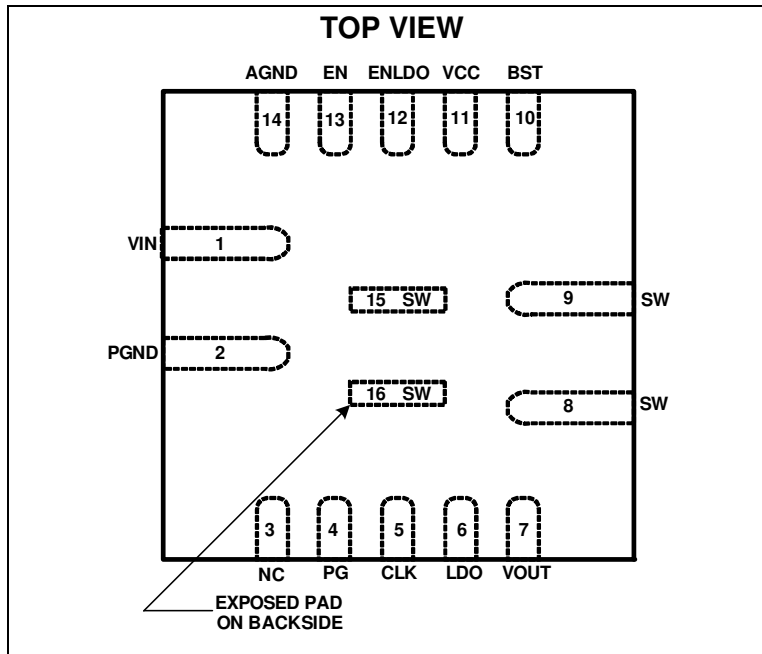 TOP VIEW
AGND EN ENLDO VCC BST
14 13 12 11 10
VIN 1
15 SW 9 SW
PGND 2
16 SW 8 SW
3 4 5 6 7
NC PG CLK LDO VOUT
EXPOSED PAD
ON BACKSIDE